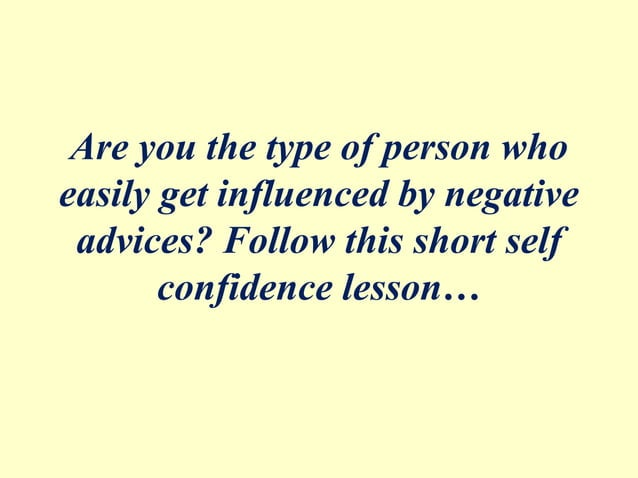 Are you the type of person who
easily get influenced by negative
advices? Follow this short self
confidence lesson…